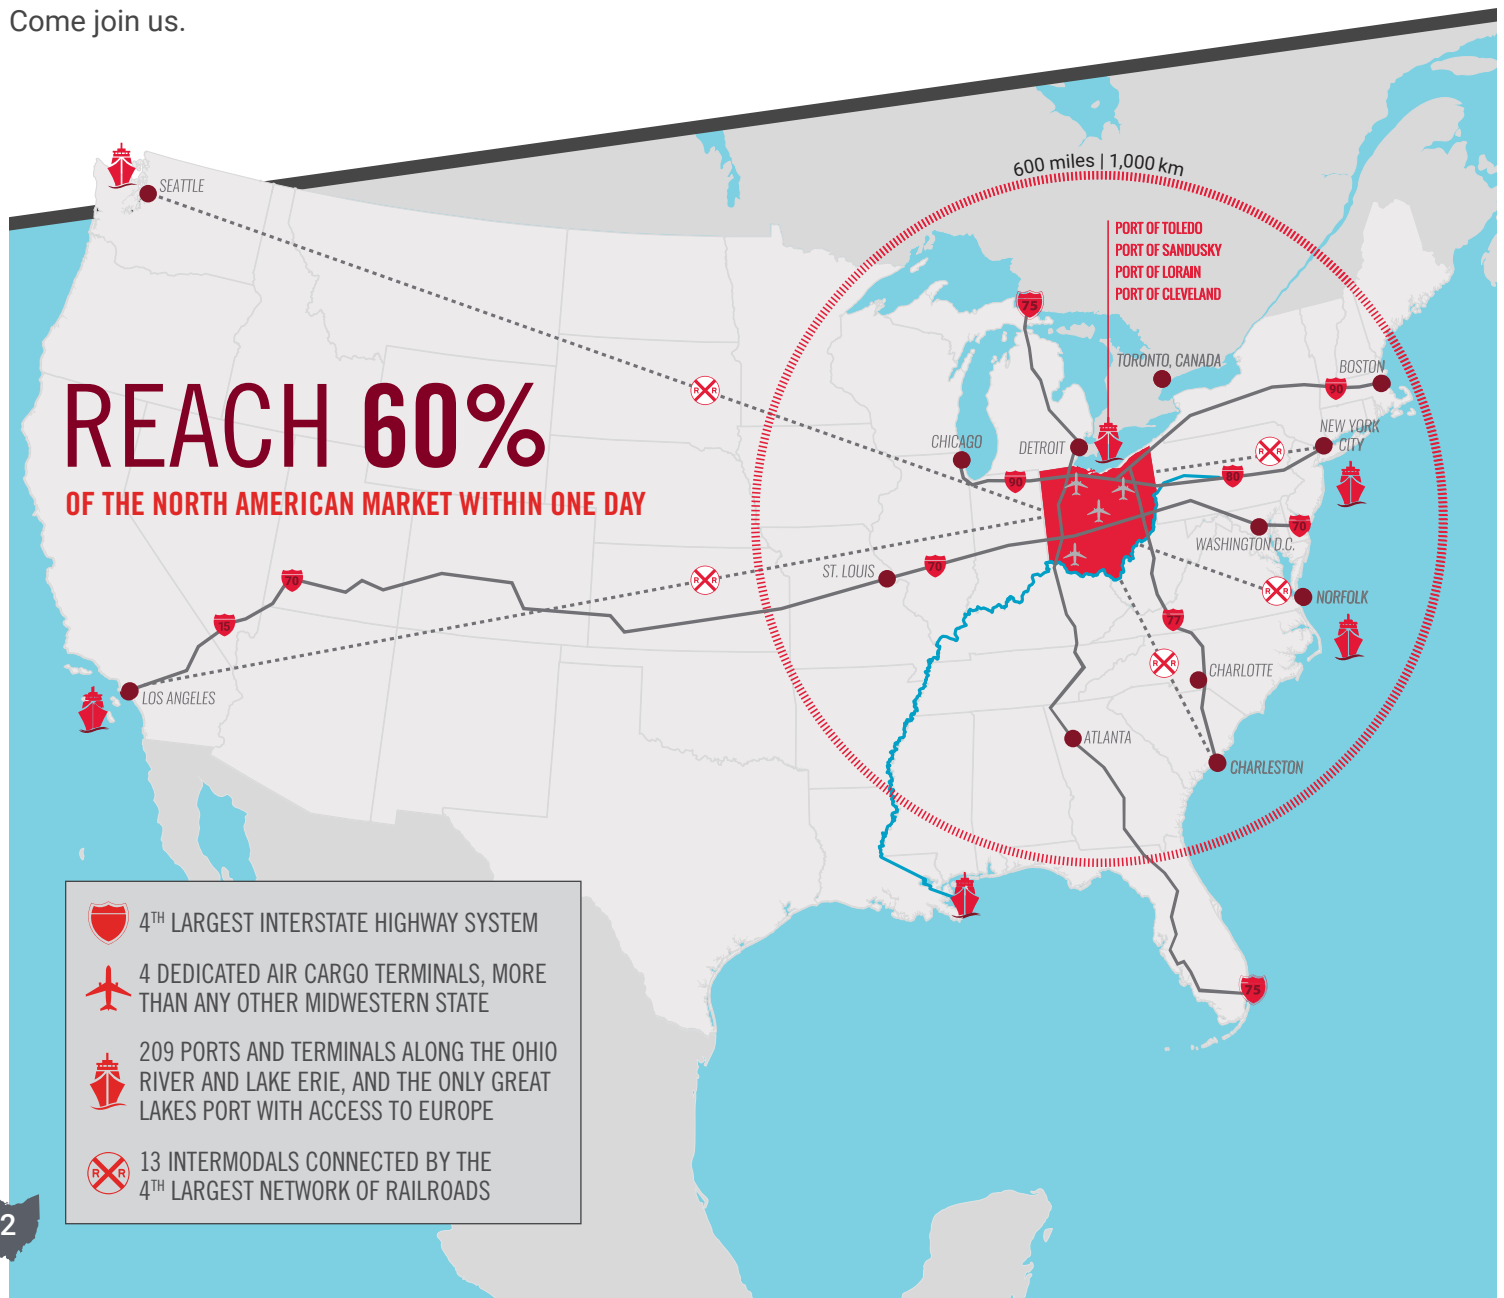 Come join us.
600 miles | 1,000 km
SEATTLE
PORT OF TOLEDO
PORT OF SANDUSKY
PORT OF LORAIN
PORT OF CLEVELAND
75
TORONTO, CANADA
BOSTON
90
REACH 60%
OF THE NORTH AMERICAN MARKET WITHIN ONE DAY
R R
CHICAGO
DETROIT
NEW YORK
CITY
R R
90
80
70
WASHINGTON D.C.
ST. LOUIS
70
R R
70
15
R R
NORFOLK
77
R R
CHARLOTTE
LOS ANGELES
ATLANTA
CHARLESTON
75
4TH LARGEST INTERSTATE HIGHWAY SYSTEM
4 DEDICATED AIR CARGO TERMINALS, MORE
THAN ANY OTHER MIDWESTERN STATE
209 PORTS AND TERMINALS ALONG THE OHIO
RIVER AND LAKE ERIE, AND THE ONLY GREAT
LAKES PORT WITH ACCESS TO EUROPE
R R
13 INTERMODALS CONNECTED BY THE
4TH LARGEST NETWORK OF RAILROADS
2